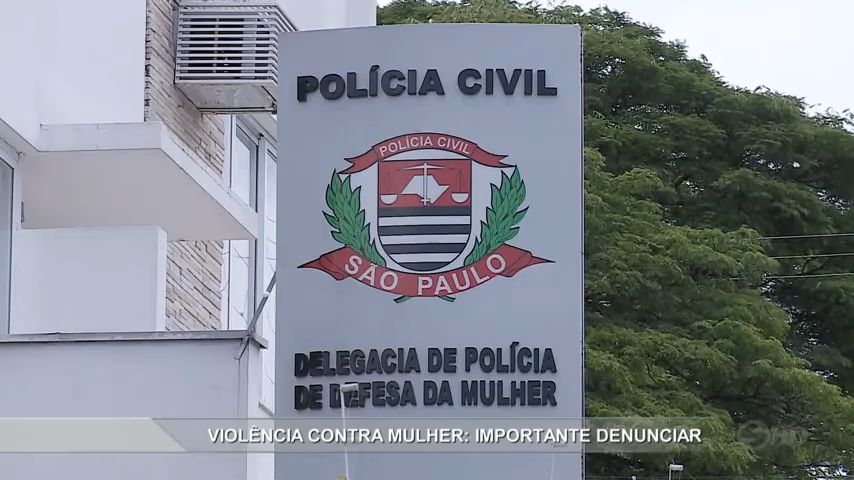 POLÍCIA CIVIL
POLÍCIA CIVIL
SÃO PAULO
DELEGACIA DE POLÍCIA
DE DEFESA DA MULHER
VIOLÊNCIA CONTRA MULHER: IMPORTANTE DENUNCIAR